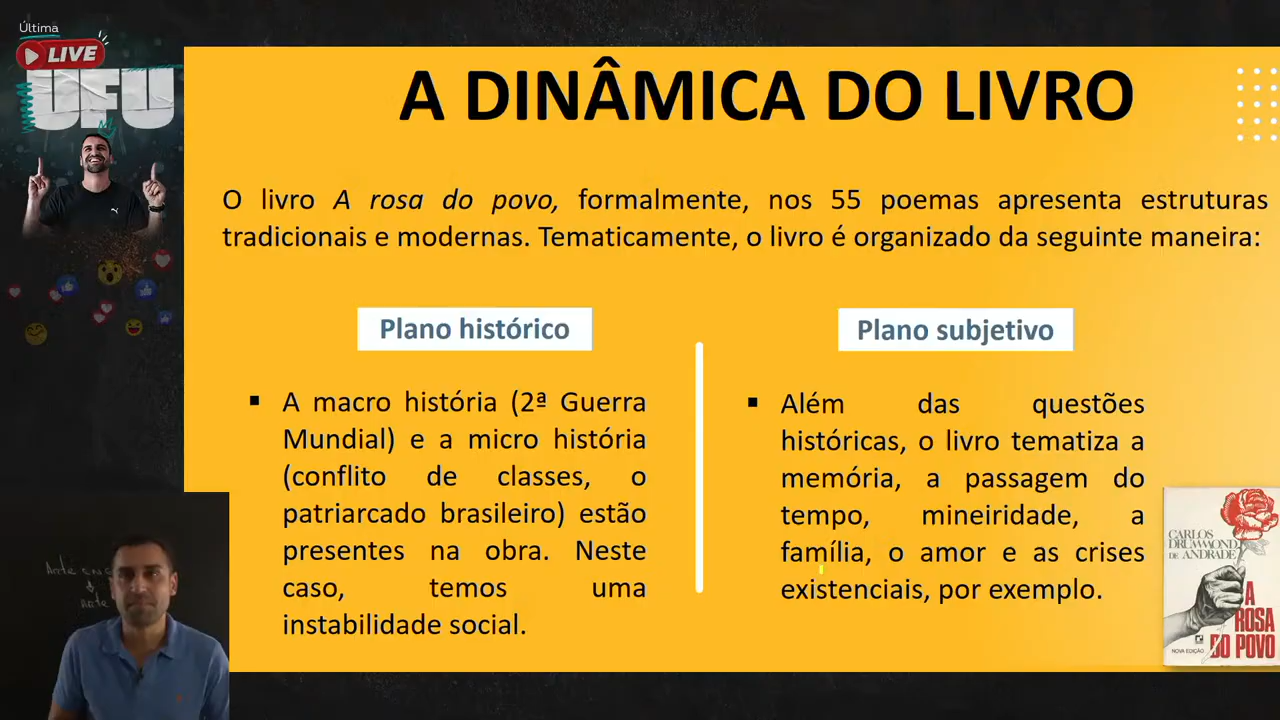 Última
LIVE
UFU
A DINÂMICA DO LIVRO
O livro A rosa do povo, formalmente, nos 55 poemas apresenta estruturas
tradicionais e modernas. Tematicamente, o livro é organizado da seguinte maneira:
Plano histórico
▪ A macro história (2ª Guerra
Mundial) e a micro história
(conflito de classes, o
patriarcado brasileiro) estão
presentes na obra. Neste
caso, temos uma
instabilidade social.
Plano subjetivo
▪ Além das questões
históricas, o livro tematiza a
memória, a passagem do
tempo, mineiridade, a
família, o amor e as crises
existenciais, por exemplo.
CARLOS
DRUMMOND
DE ANDRADE
A
ROSA
DO POVO
NOVA EDIÇÃO